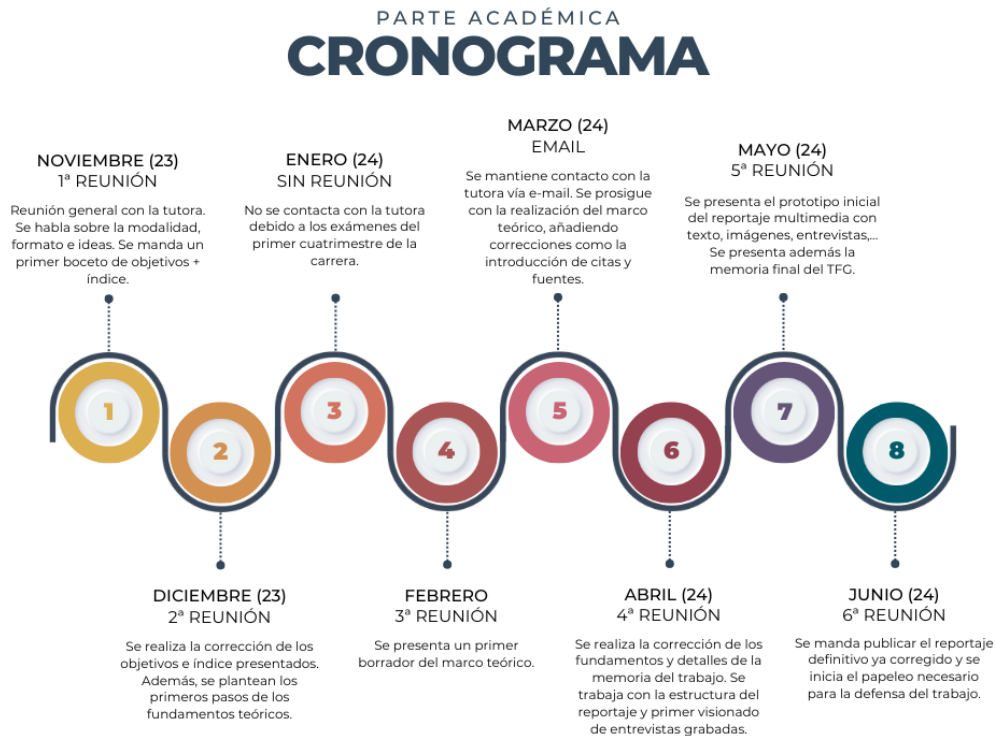 PARTE ACADÉMICA
CRONOGRAMA
NOVIEMBRE (23)
1ª REUNIÓN
Reunión general con la tutora.
Se habla sobre la modalidad,
formato e ideas. Se manda un
primer boceto de objetivos +
índice.
ENERO (24)
SIN REUNIÓN
No se contacta con la tutora
debido a los exámenes del
primer cuatrimestre de la
carrera.
MARZO (24)
EMAIL
Se mantiene contacto con la
tutora vía e-mail. Se prosigue
con la realización del marco
teórico, añadiendo
correcciones como la
introducción de citas y
fuentes.
MAYO (24)
5ª REUNIÓN
Se presenta el prototipo inicial
del reportaje multimedia con
texto, imágenes, entrevistas,...
Se presenta además la
memoria final del TFG.
1
2
3
4
5
6
7
8
DICIEMBRE (23)
2ª REUNIÓN
Se realiza la corrección de los
objetivos e índice presentados.
Además, se plantean los
primeros pasos de los
fundamentos teóricos.
FEBRERO
3ª REUNIÓN
Se presenta un primer
borrador del marco teórico.
ABRIL (24)
4ª REUNIÓN
Se realiza la corrección de los
fundamentos y detalles de la
memoria del trabajo. Se
trabaja con la estructura del
reportaje y primer visionado
de entrevistas grabadas.
JUNIO (24)
6ª REUNIÓN
Se manda publicar el reportaje
definitivo ya corregido y se
inicia el papeleo necesario
para la defensa del trabajo.